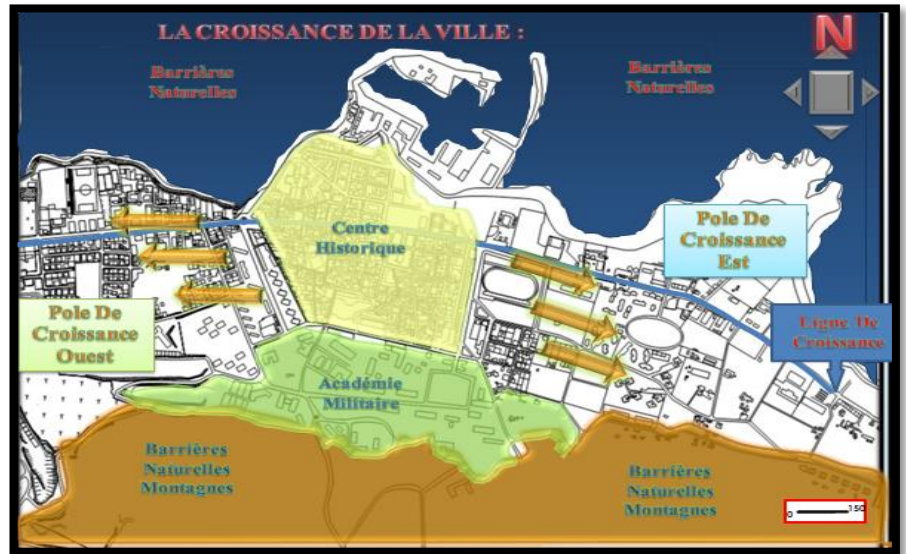 LA CROISSANCE DE LA VILLE :
N
Barrières
Naturelles
Barrières
Naturelles
Centre
Historique
Pole De
Croissance
Est
Pole De
Croissance
Ouest
Ligne De
Croissance
Académie
Militaire
Barrières
Naturelles
Montagnes
Barrières
Naturelles
Montagnes
0 150